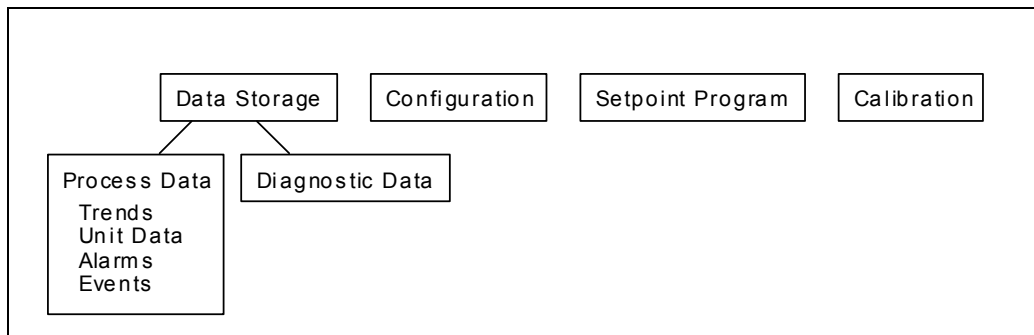 Data Storage
Configuration
Setpoint Program
Calibration
Process Data
Trends
Unit Data
Alarms
Events
Diagnostic Data